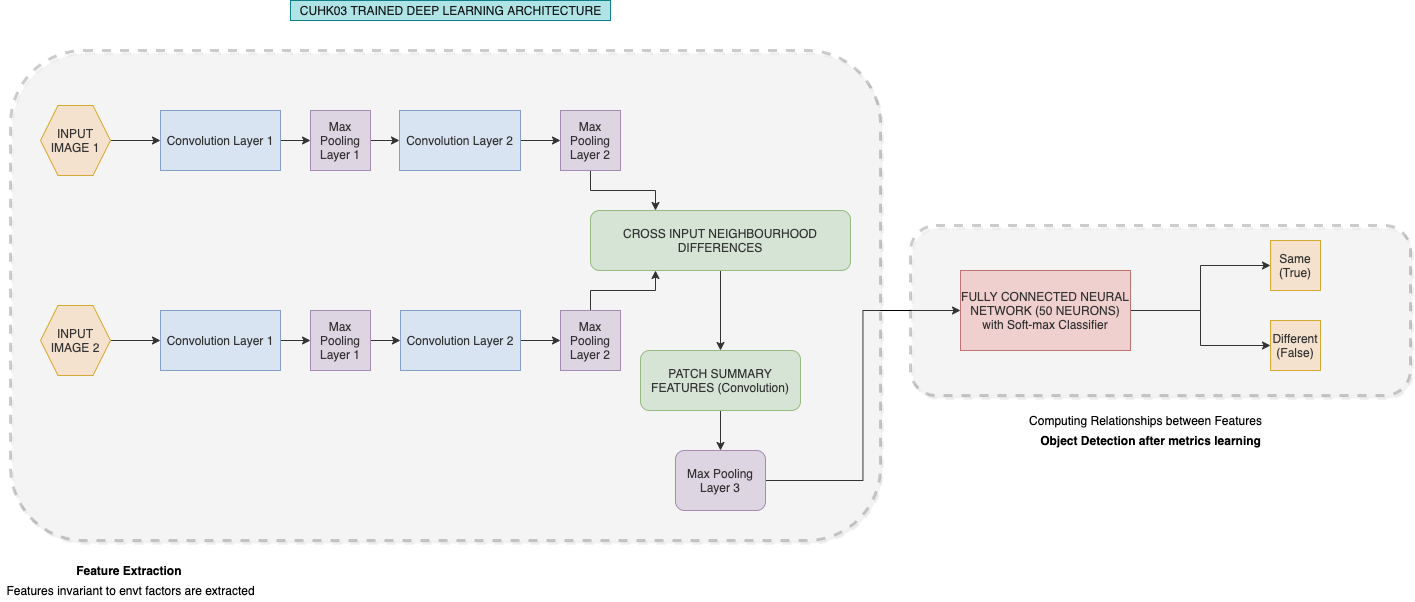 CUHK03 TRAINED DEEP LEARNING ARCHITECTURE
INPUT
IMAGE 1
Convolution Layer 1
Max
Pooling
Layer 1
Convolution Layer 2
Max
Pooling
Layer 2
CROSS INPUT NEIGHBOURHOOD
DIFFERENCES
INPUT
IMAGE 2
Convolution Layer 1
Max
Pooling
Layer 1
Convolution Layer 2
Max
Pooling
Layer 2
PATCH SUMMARY
FEATURES (Convolution)
Max Pooling
Layer 3
FULLY CONNECTED NEURAL
NETWORK (50 NEURONS)
with Soft-max Classifier
Same
(True)
Different
(False)
Computing Relationships between Features
Object Detection after metrics learning
Feature Extraction
Features invariant to envt factors are extracted